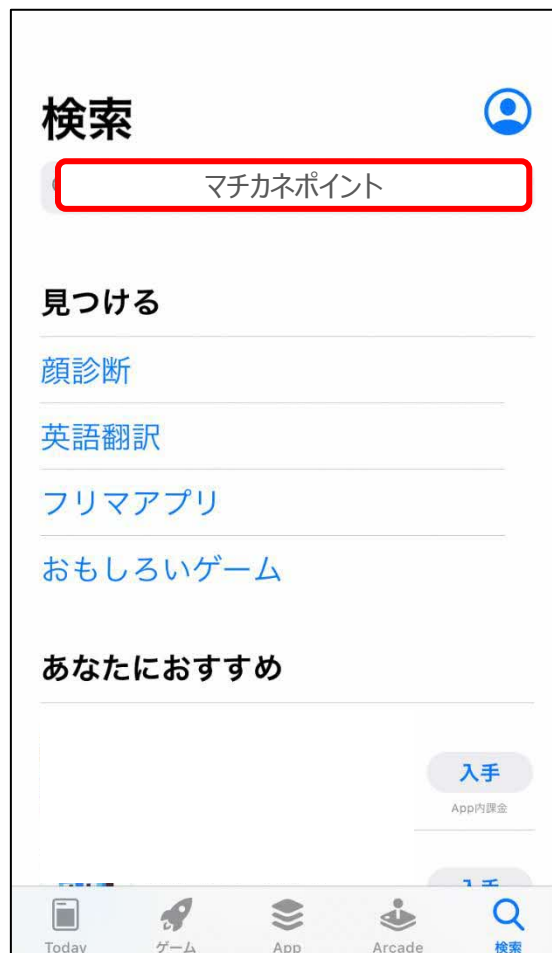 検索
マチカネポイント
見つける
顔診断
英語翻訳
フリマアプリ
おもしろいゲーム
あなたにおすすめ
入手
App内課金
入手
Today
ゲーム
App
Arcade
検索